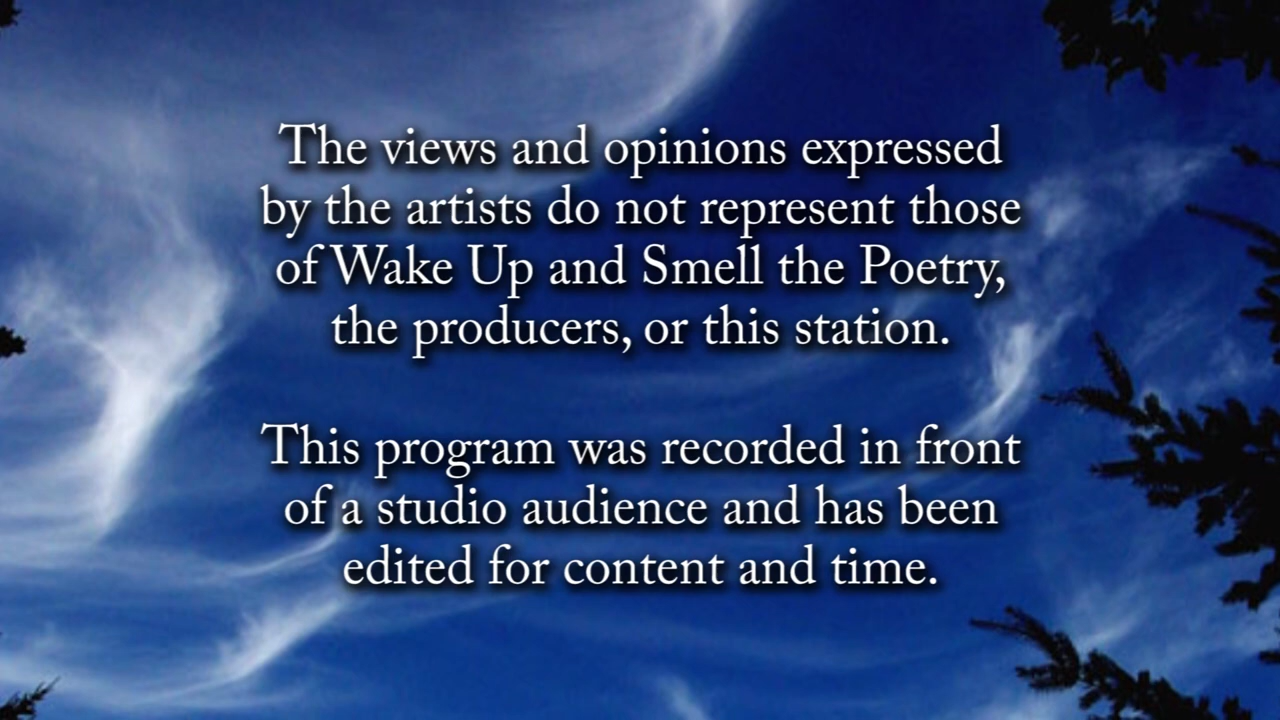 The views and opinions expressed
by the artists do not represent those
of Wake Up and Smell the Poetry,
the producers, or this station.
This program was recorded in front
of a studio audience and has been
edited for content and time.